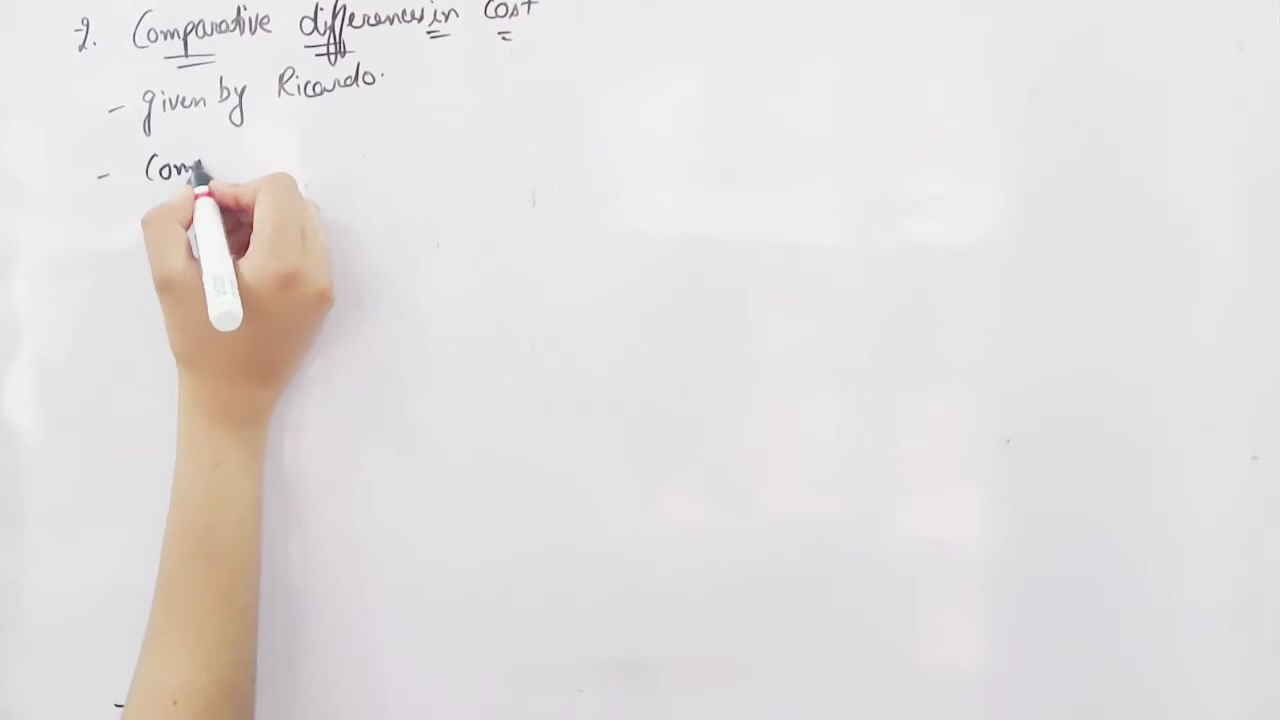 2. Comparative differences in Cost
- given by Ricardo.
- Com